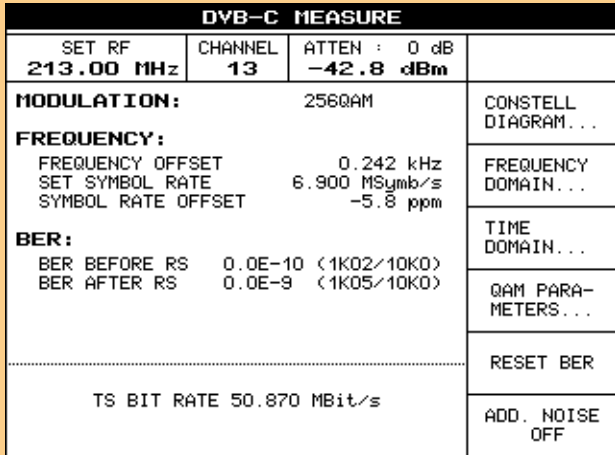 DVB-C MEASURE
SET RF
213.00 MHz
CHANNEL
13
ATTEN : 0 dB
-42.8 dBm
MODULATION: 256QAM
FREQUENCY:
FREQUENCY OFFSET 0.242 kHz
SET SYMBOL RATE 6.900 MSymb/s
SYMBOL RATE OFFSET -5.8 ppm
BER:
BER BEFORE RS 0.0E-10 (1K02/10K0)
BER AFTER RS 0.0E-9 (1K05/10K0)
TS BIT RATE 50.870 MBit/s
CONSTELL
DIAGRAM...
FREQUENCY
DOMAIN...
TIME
DOMAIN...
QAM PARA-
METERS...
RESET BER
ADD. NOISE
OFF